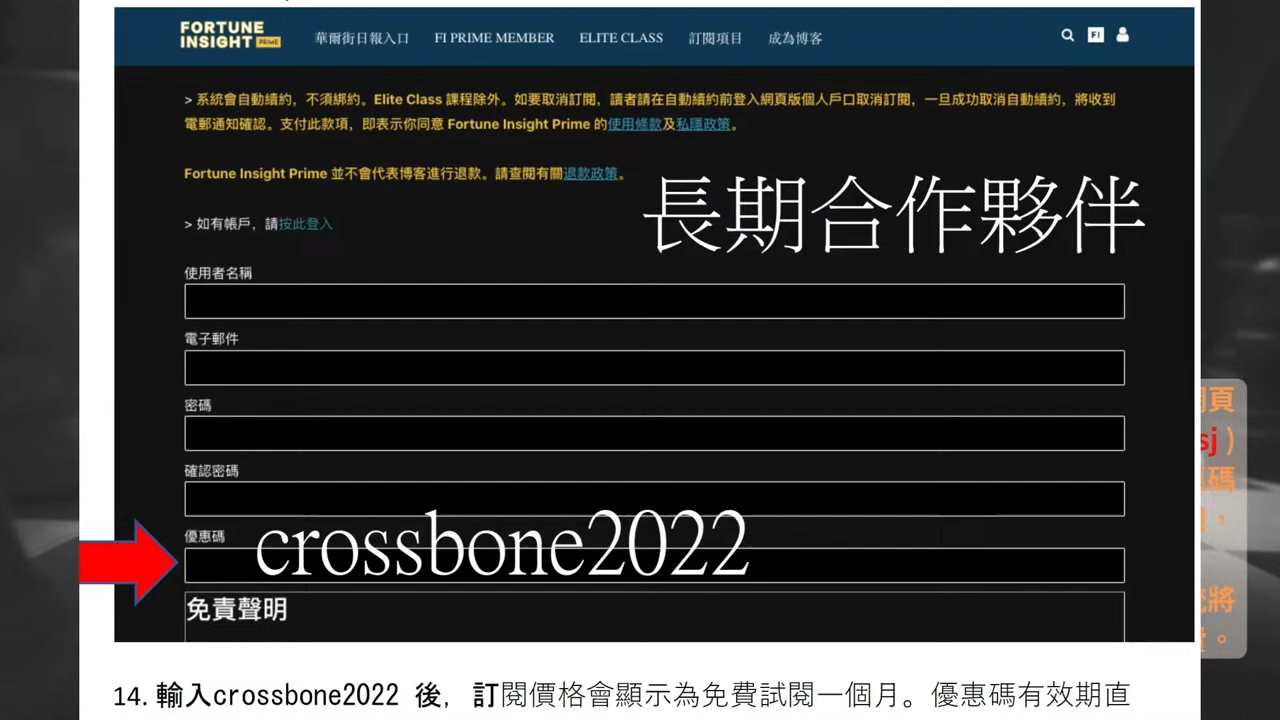 FORTUNE
INSIGHT PRIME
華爾街日報入口 FI PRIME MEMBER ELITE CLASS 訂閱項目 成為博客
FI
> 系統會自動續約，不須綁約。Elite Class 課程除外。如要取消訂閱，讀者請在自動續約前登入網頁版個人戶口取消訂閱，一旦成功取消自動續約，將收到
電郵通知確認。支付此款項，即表示你同意 Fortune Insight Prime 的使用條款及私隱政策。
Fortune Insight Prime 並不會代表博客進行退款。請查閱有關退款政策。
長期合作夥伴
> 如有帳戶，請按此登入
使用者名稱
電子郵件
密碼
確認密碼
優惠碼
crossbone2022
免責聲明
頁
sj )
碼
將
。
14. 輸入crossbone2022 後，訂閱價格會顯示為免費試閱一個月。優惠碼有效期直